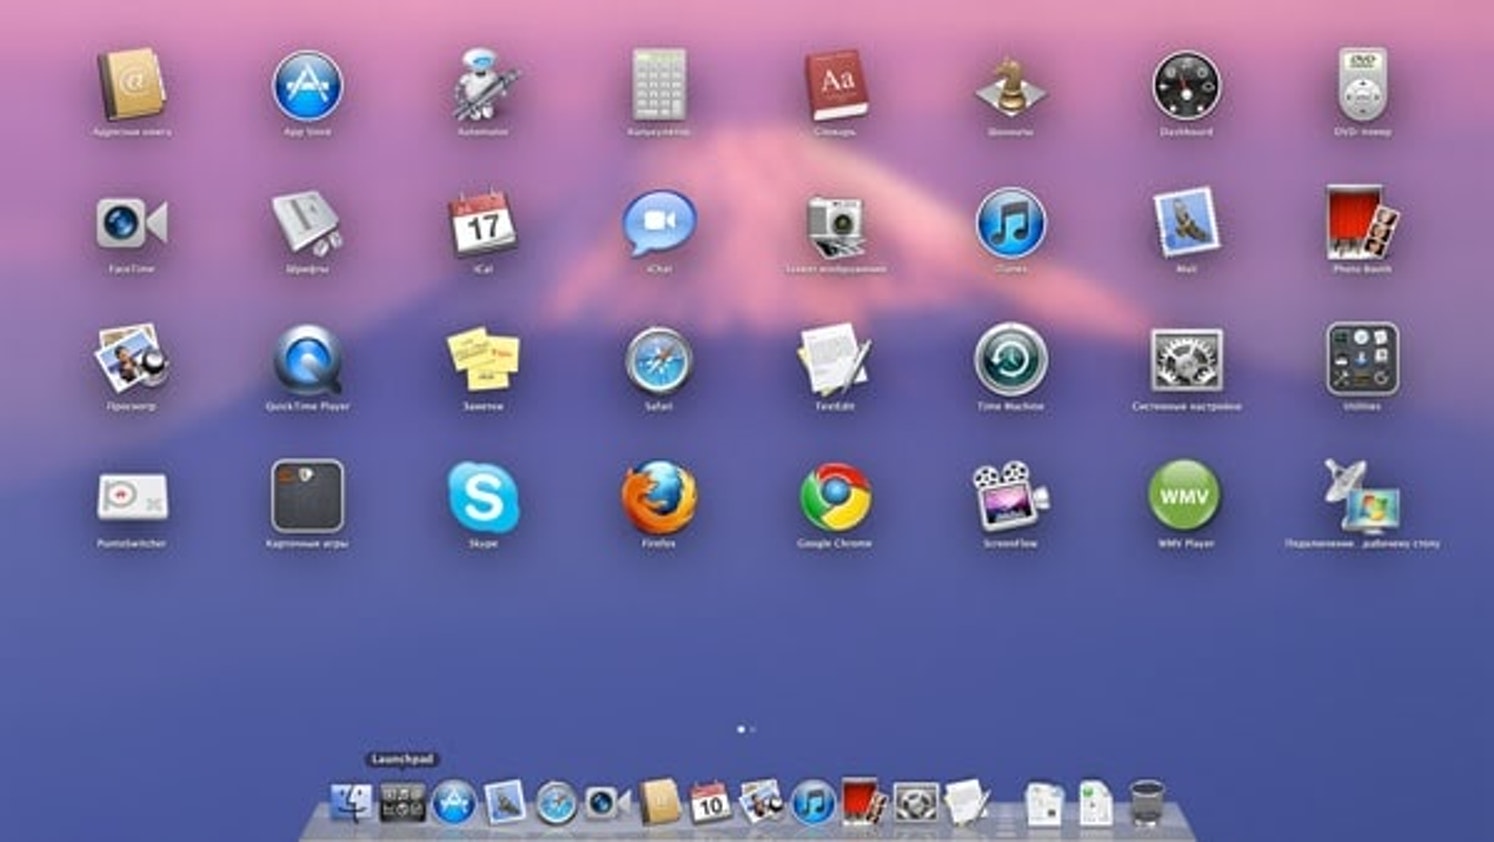 Адресная книга
App Store
Automator
Калькулятор
Aa
Словарь
Шахматы
Dashboard
DVD
DVD-плеер
FaceTime
Шрифты
17
iCal
iChat
Захват изображений
iTunes
Mail
Photo Booth
Просмотр
QuickTime Player
Заметки
Safari
TextEdit
Time Machine
Системные настройки
Utilities
PuntoSwitcher
Карточные игры
S
Skype
Firefox
Google Chrome
ScreenFlow
WMV
WMV Player
Подключение...рабочему столу
Launchpad
10